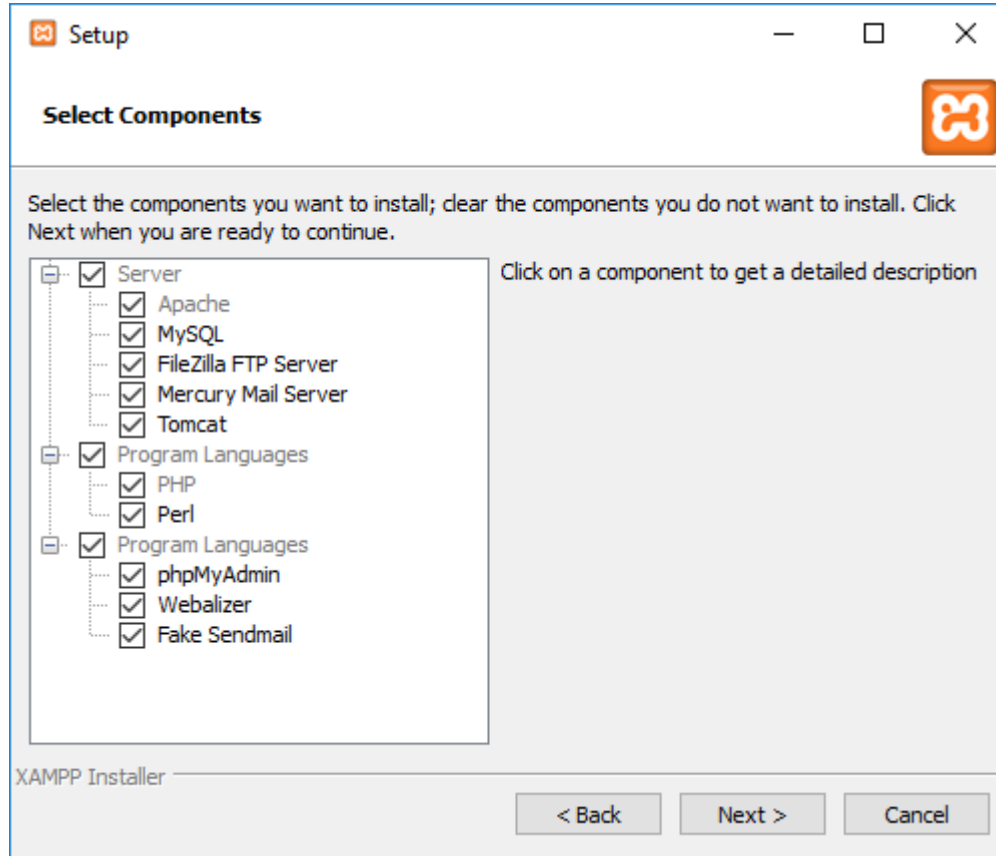 Setup
Select Components
Select the components you want to install; clear the components you do not want to install. Click
Next when you are ready to continue.
Server
Apache
MySQL
FileZilla FTP Server
Mercury Mail Server
Tomcat
Program Languages
PHP
Perl
Program Languages
phpMyAdmin
Webalizer
Fake Sendmail
Click on a component to get a detailed description
XAMPP Installer
< Back
Next >
Cancel